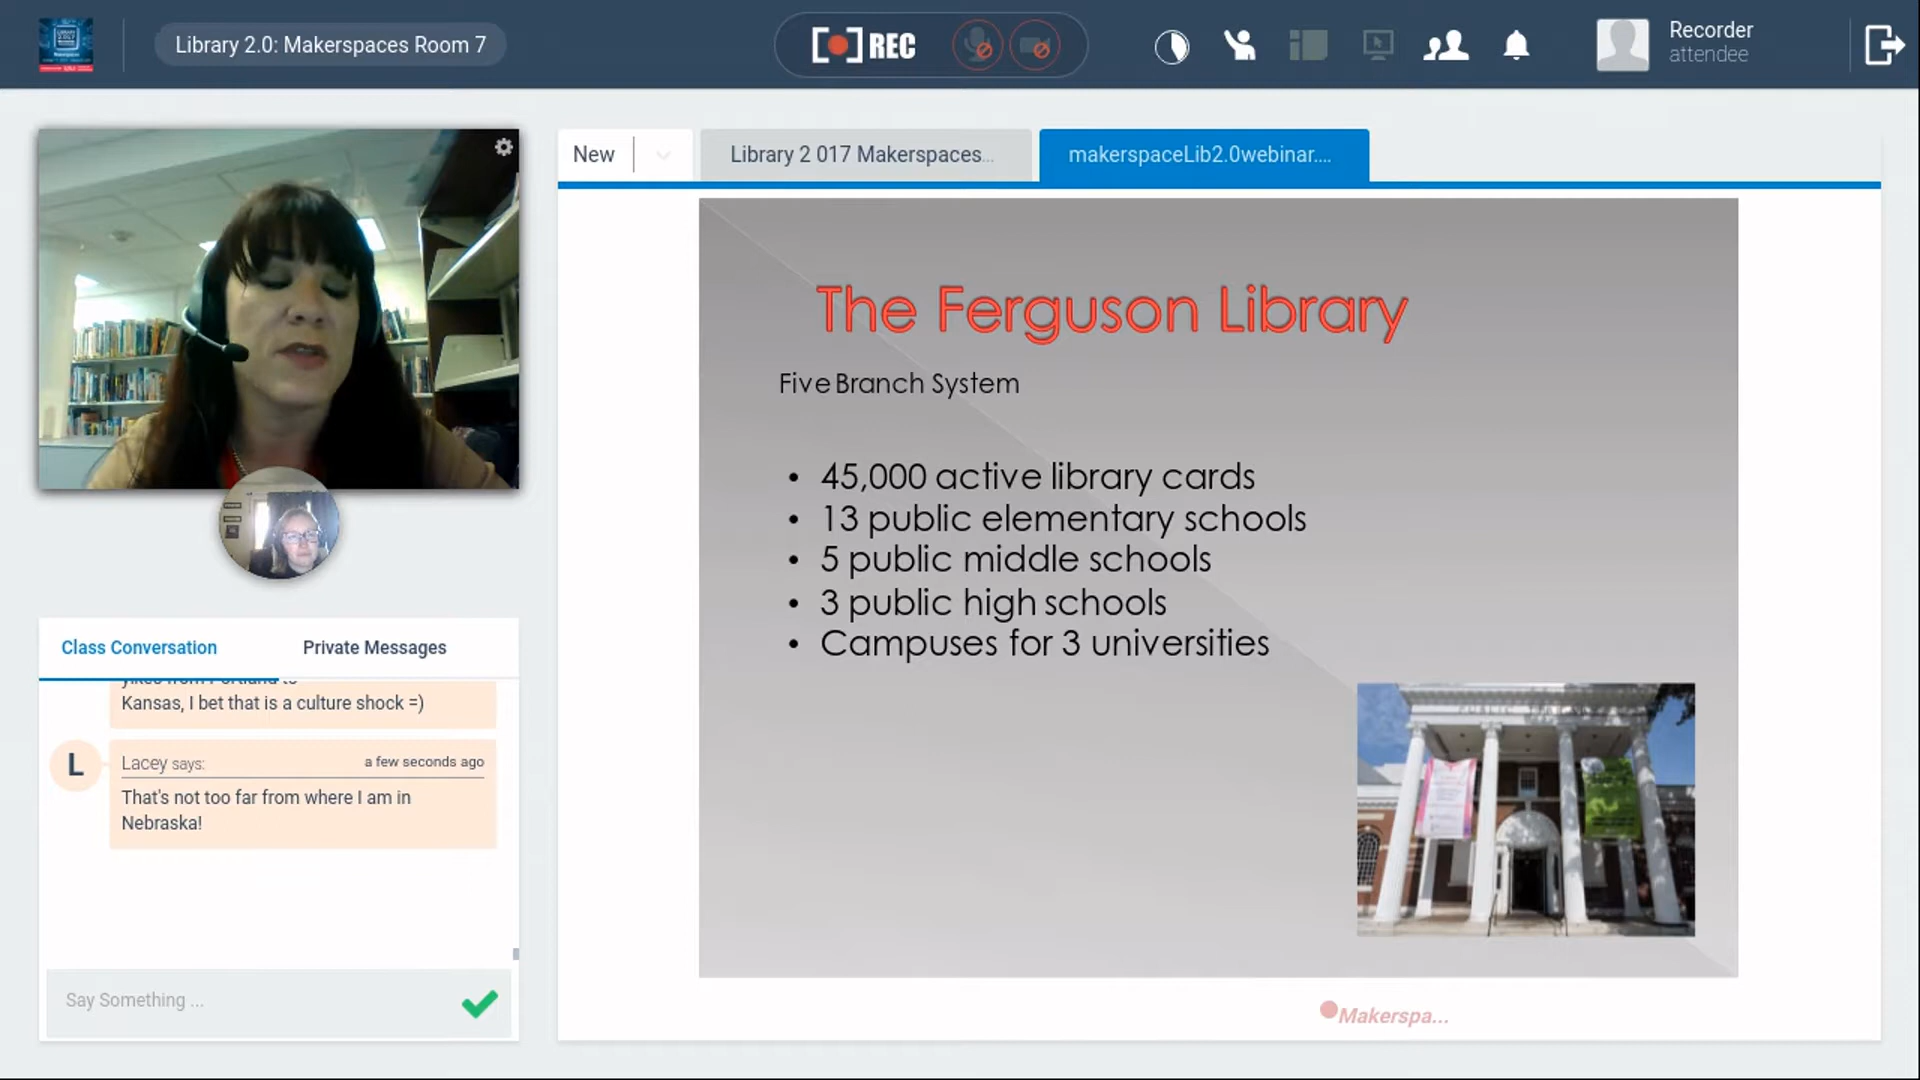 Library 2.0: Makerspaces Room 7
REC
Recorder
attendee
New
Library 2 017 Makerspaces...
makerspaceLib2.0webinar....
The Ferguson Library
Five Branch System
• 45,000 active library cards
• 13 public elementary schools
• 5 public middle schools
• 3 public high schools
• Campuses for 3 universities
Class Conversation
Private Messages
yikes from Portland to
Kansas, I bet that is a culture shock =)
L
Lacey says:
a few seconds ago
That's not too far from where I am in
Nebraska!
Say Something ...
Makerspa...